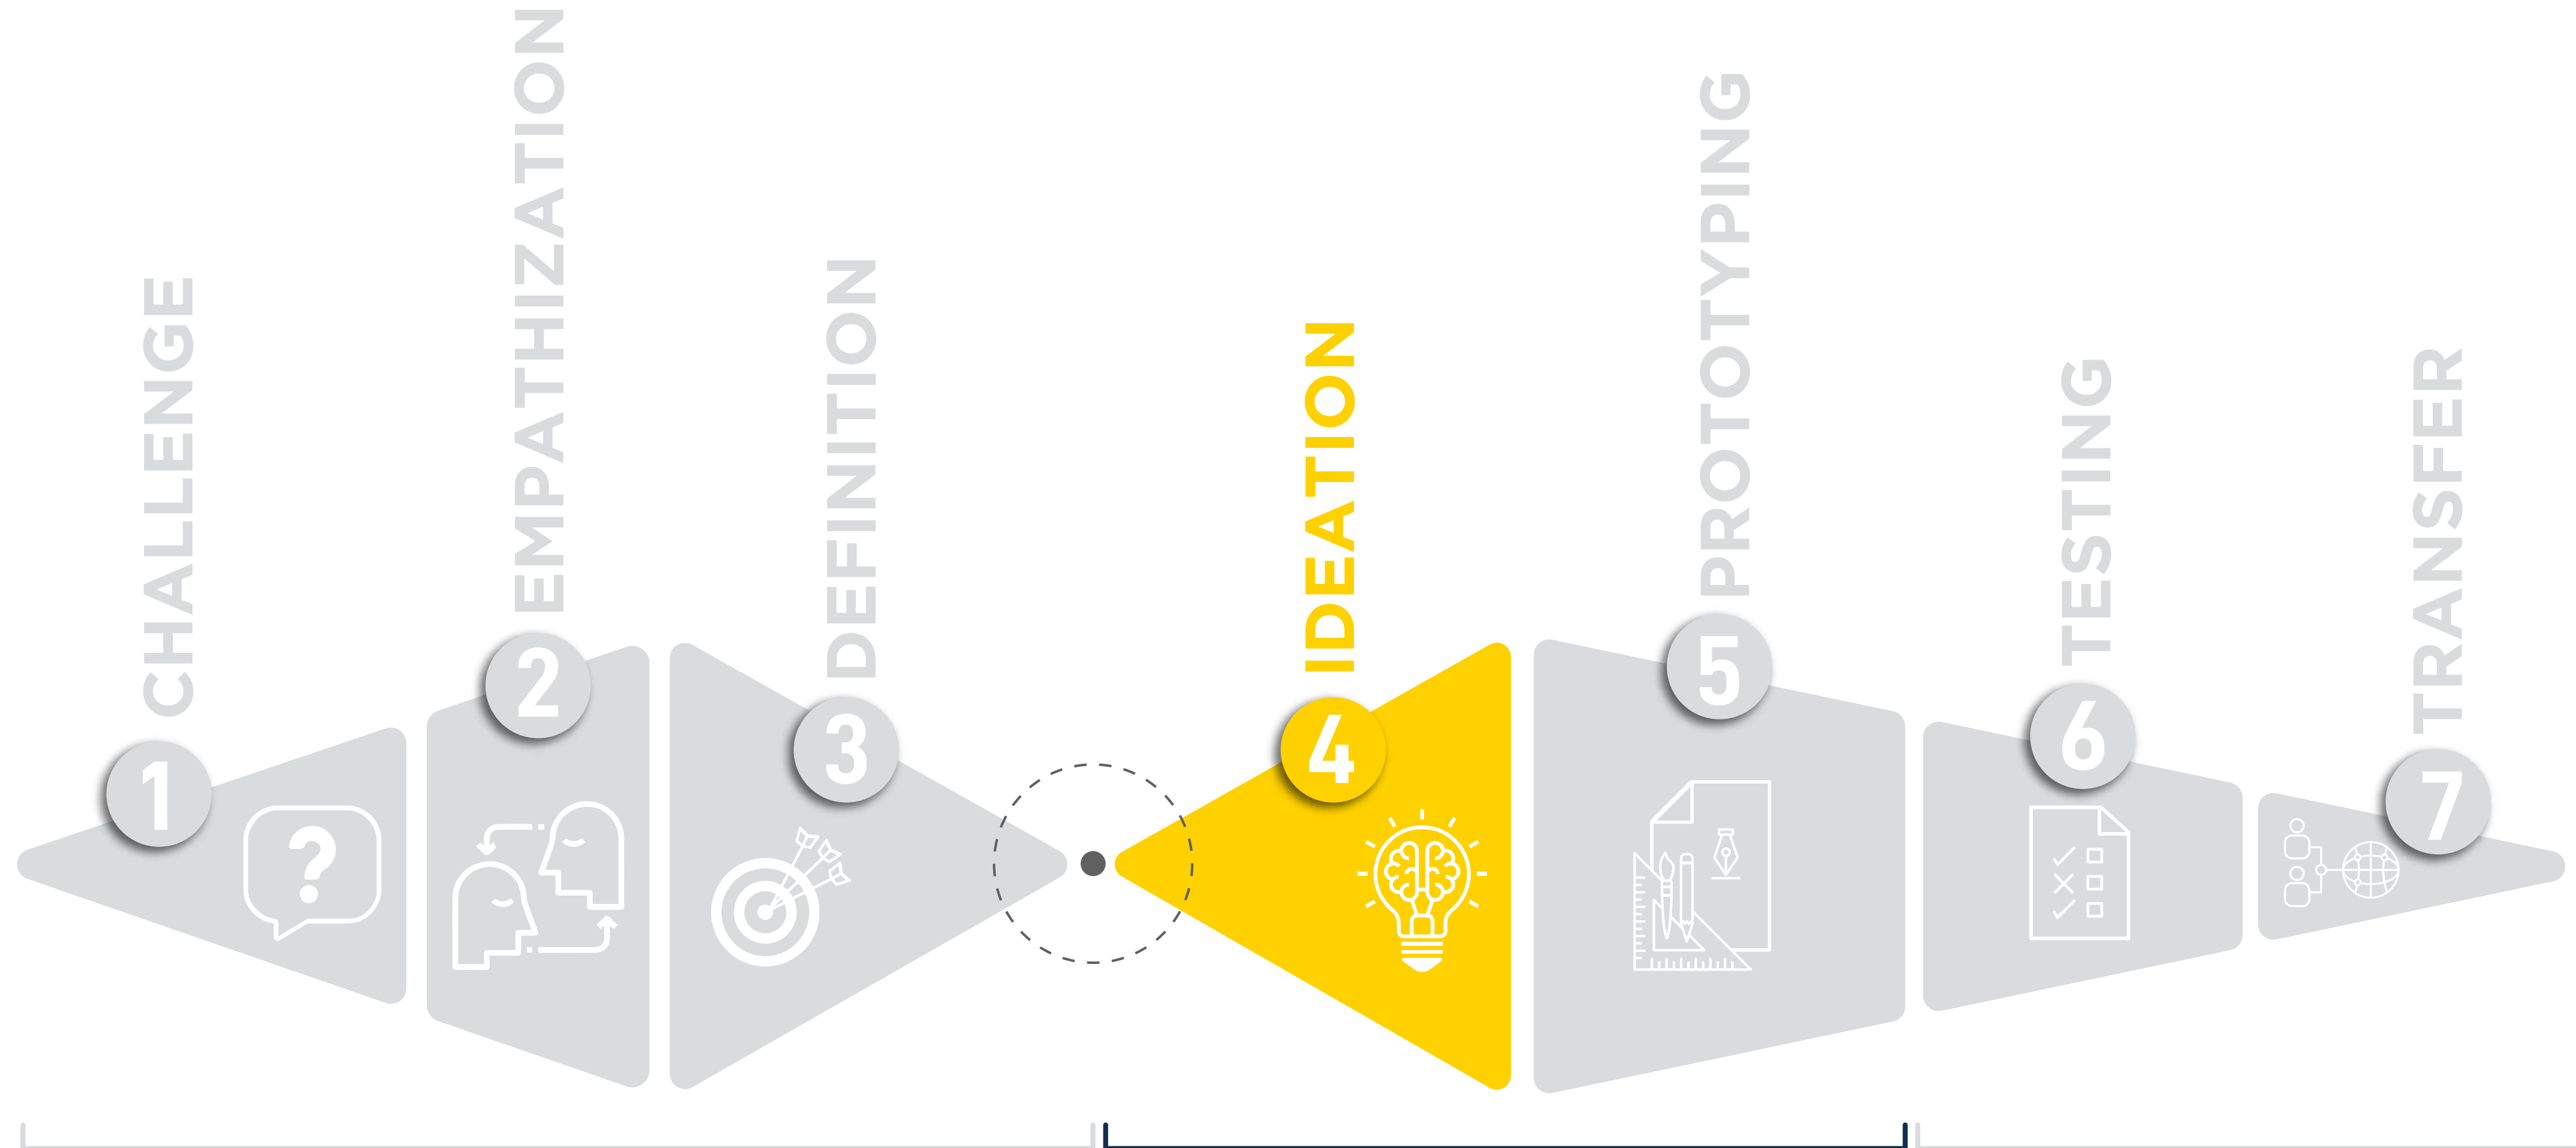 1 CHALLENGE
2 EMPATHIZATION
3 DEFINITION
4 IDEATION
5 PROTOTYPING
6 TESTING
7 TRANSFER
?